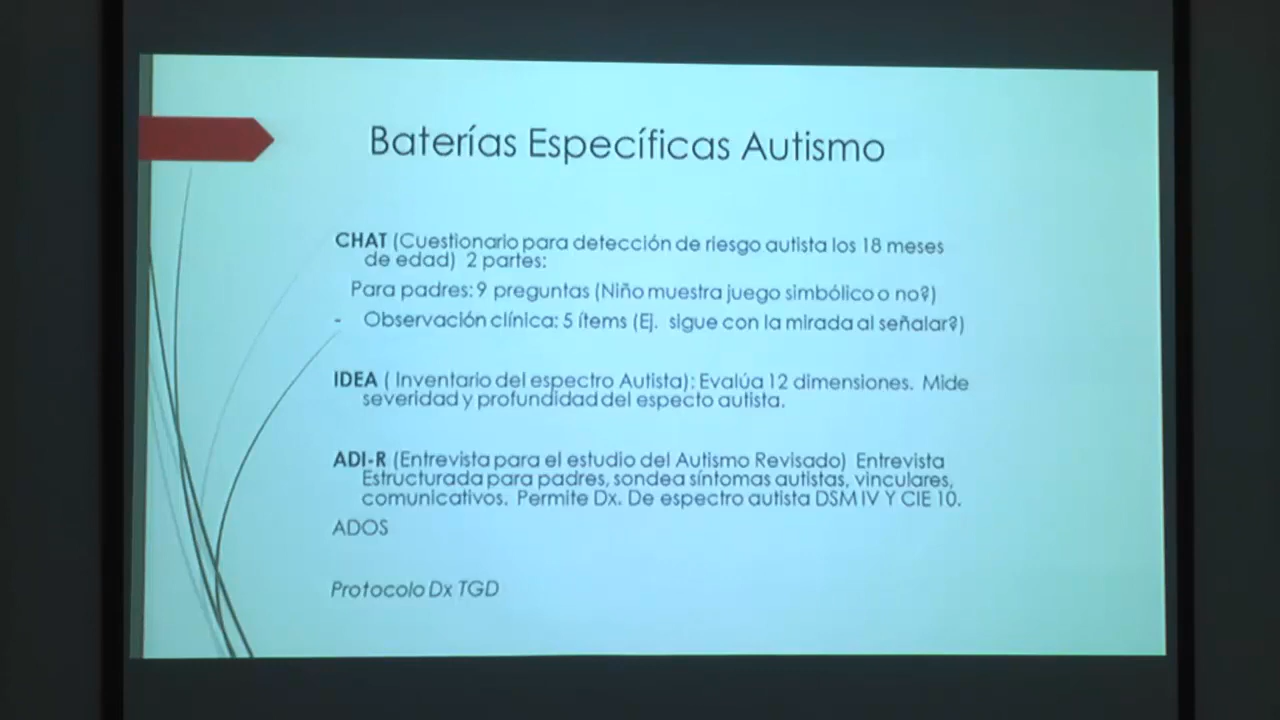 Baterías Específicas Autismo
CHAT (Cuestionario para detección de riesgo autista los 18 meses
de edad) 2 partes:
Para padres: 9 preguntas (Niño muestra juego simbólico o no?)
- Observación clínica: 5 ítems (Ej. sigue con la mirada al señalar?)
IDEA ( Inventario del espectro Autista): Evalúa 12 dimensiones. Mide
severidad y profundidad del especto autista.
ADI-R (Entrevista para el estudio del Autismo Revisado) Entrevista
Estructurada para padres, sondea síntomas autistas, vinculares,
comunicativos. Permite Dx. De espectro autista DSM IV Y CIE 10.
ADOS
Protocolo Dx TGD